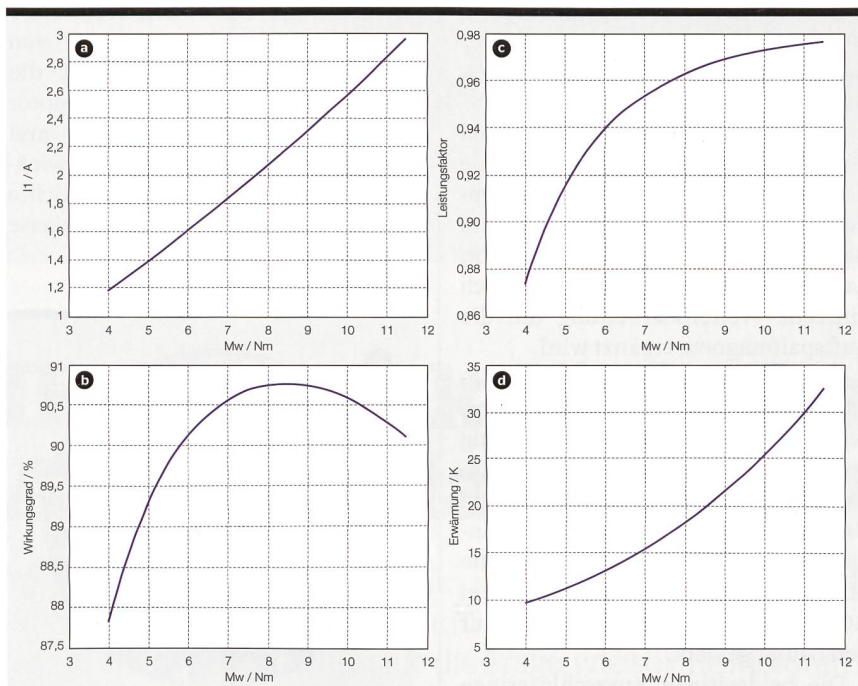 a
3
2,8
2,6
2,4
2,2
2
1,8
1,6
1,4
1,2
1
I1 / A
3 4 5 6 7 8 9 10 11 12
Mw / Nm
c
0,98
0,96
0,94
0,92
0,90
0,88
0,86
Leistungsfaktor
3 4 5 6 7 8 9 10 11 12
Mw / Nm
b
91
90,5
90
89,5
89
88,5
88
87,5
Wirkungsgrad / %
3 4 5 6 7 8 9 10 11 12
Mw / Nm
d
35
30
25
20
15
10
5
Erwärmung / K
3 4 5 6 7 8 9 10 11 12
Mw / Nm